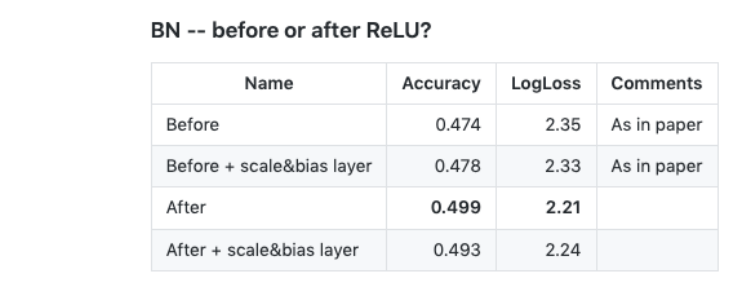 BN -- before or after ReLU?
Name Accuracy LogLoss Comments
Before 0.474 2.35 As in paper
Before + scale&bias layer 0.478 2.33 As in paper
After 0.499 2.21
After + scale&bias layer 0.493 2.24